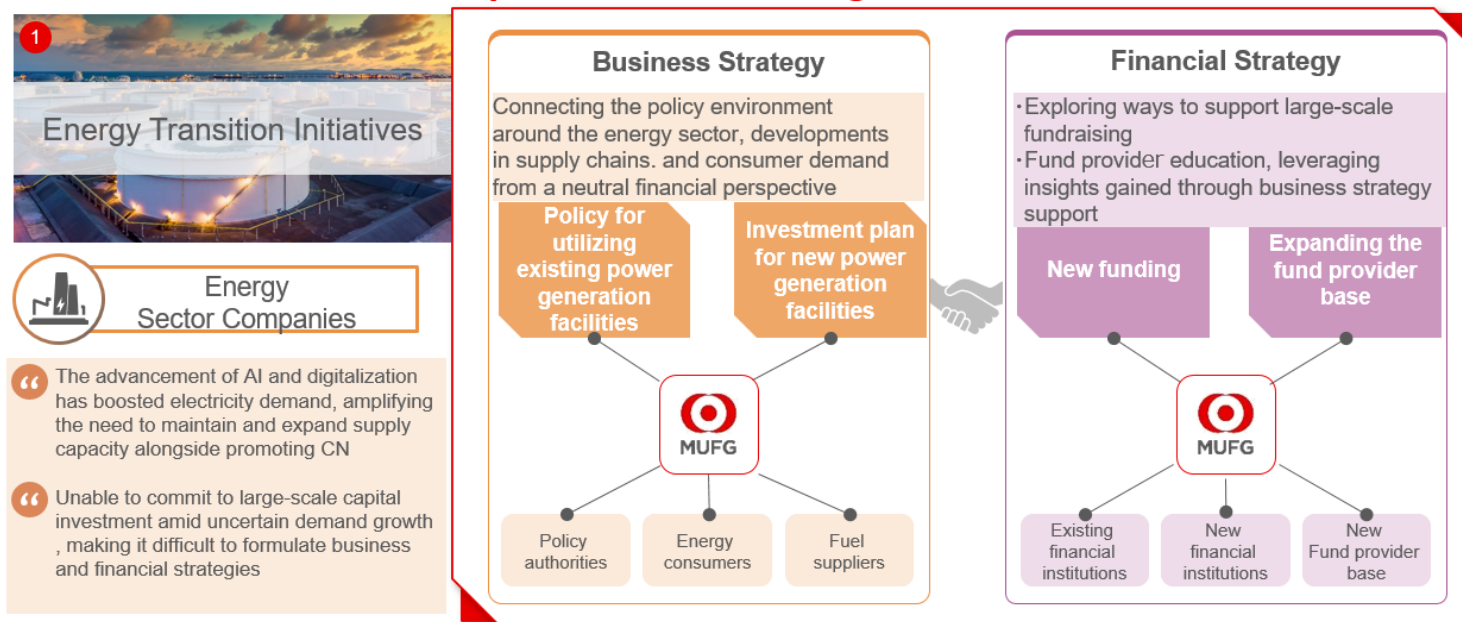 1
Energy Transition Initiatives
Energy
Sector Companies
The advancement of AI and digitalization
has boosted electricity demand, amplifying
the need to maintain and expand supply
capacity alongside promoting CN
Unable to commit to large-scale capital
investment amid uncertain demand growth
, making it difficult to formulate business
and financial strategies
Business Strategy
Connecting the policy environment
around the energy sector, developments
in supply chains. and consumer demand
from a neutral financial perspective
Policy for
utilizing
existing power
generation
facilities
Investment plan
for new power
generation
facilities
MUFG
Policy
authorities
Energy
consumers
Fuel
suppliers
Financial Strategy
・Exploring ways to support large-scale
fundraising
・Fund provider education, leveraging
insights gained through business strategy
support
New funding
Expanding the
fund provider
base
MUFG
Existing
financial
institutions
New
financial
institutions
New
Fund provider
base